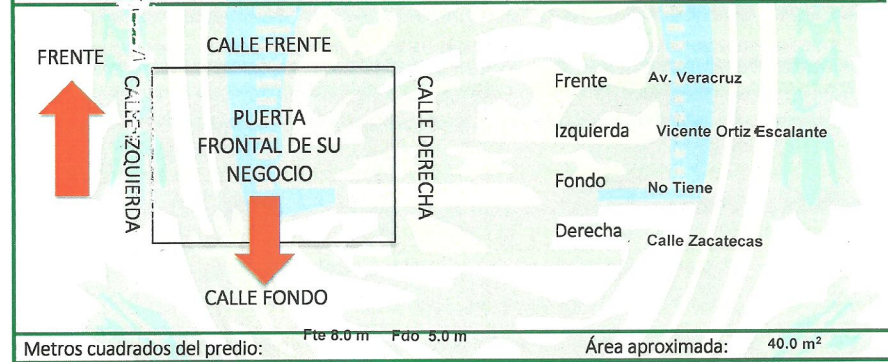 FRENTE
CALLE FRENTE
CALLE IZQUIERDA
PUERTA
FRONTAL DE SU
NEGOCIO
CALLE DERECHA
CALLE FONDO
Frente Av. Veracruz
Izquierda Vicente Ortiz Escalante
Fondo No Tiene
Derecha Calle Zacatecas
Metros cuadrados del predio: Fte 8.0 m Fdo 5.0 m Área aproximada: 40.0 m²